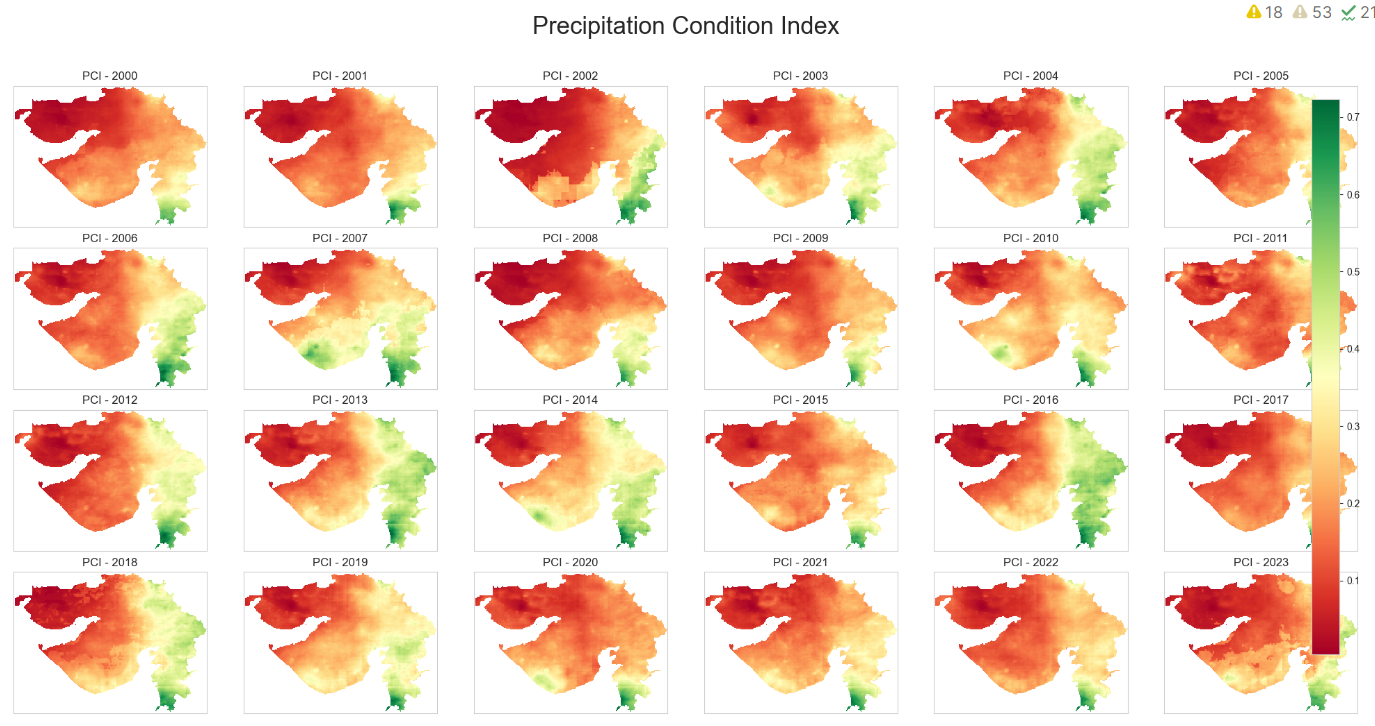 18 53 21
Precipitation Condition Index
PCI - 2000 PCI - 2001 PCI - 2002 PCI - 2003 PCI - 2004 PCI - 2005
0.7
0.6
PCI - 2006 PCI - 2007 PCI - 2008 PCI - 2009 PCI - 2010 PCI - 2011
0.5
0.4
PCI - 2012 PCI - 2013 PCI - 2014 PCI - 2015 PCI - 2016 PCI - 2017
0.3
0.2
PCI - 2018 PCI - 2019 PCI - 2020 PCI - 2021 PCI - 2022 PCI - 2023
0.1